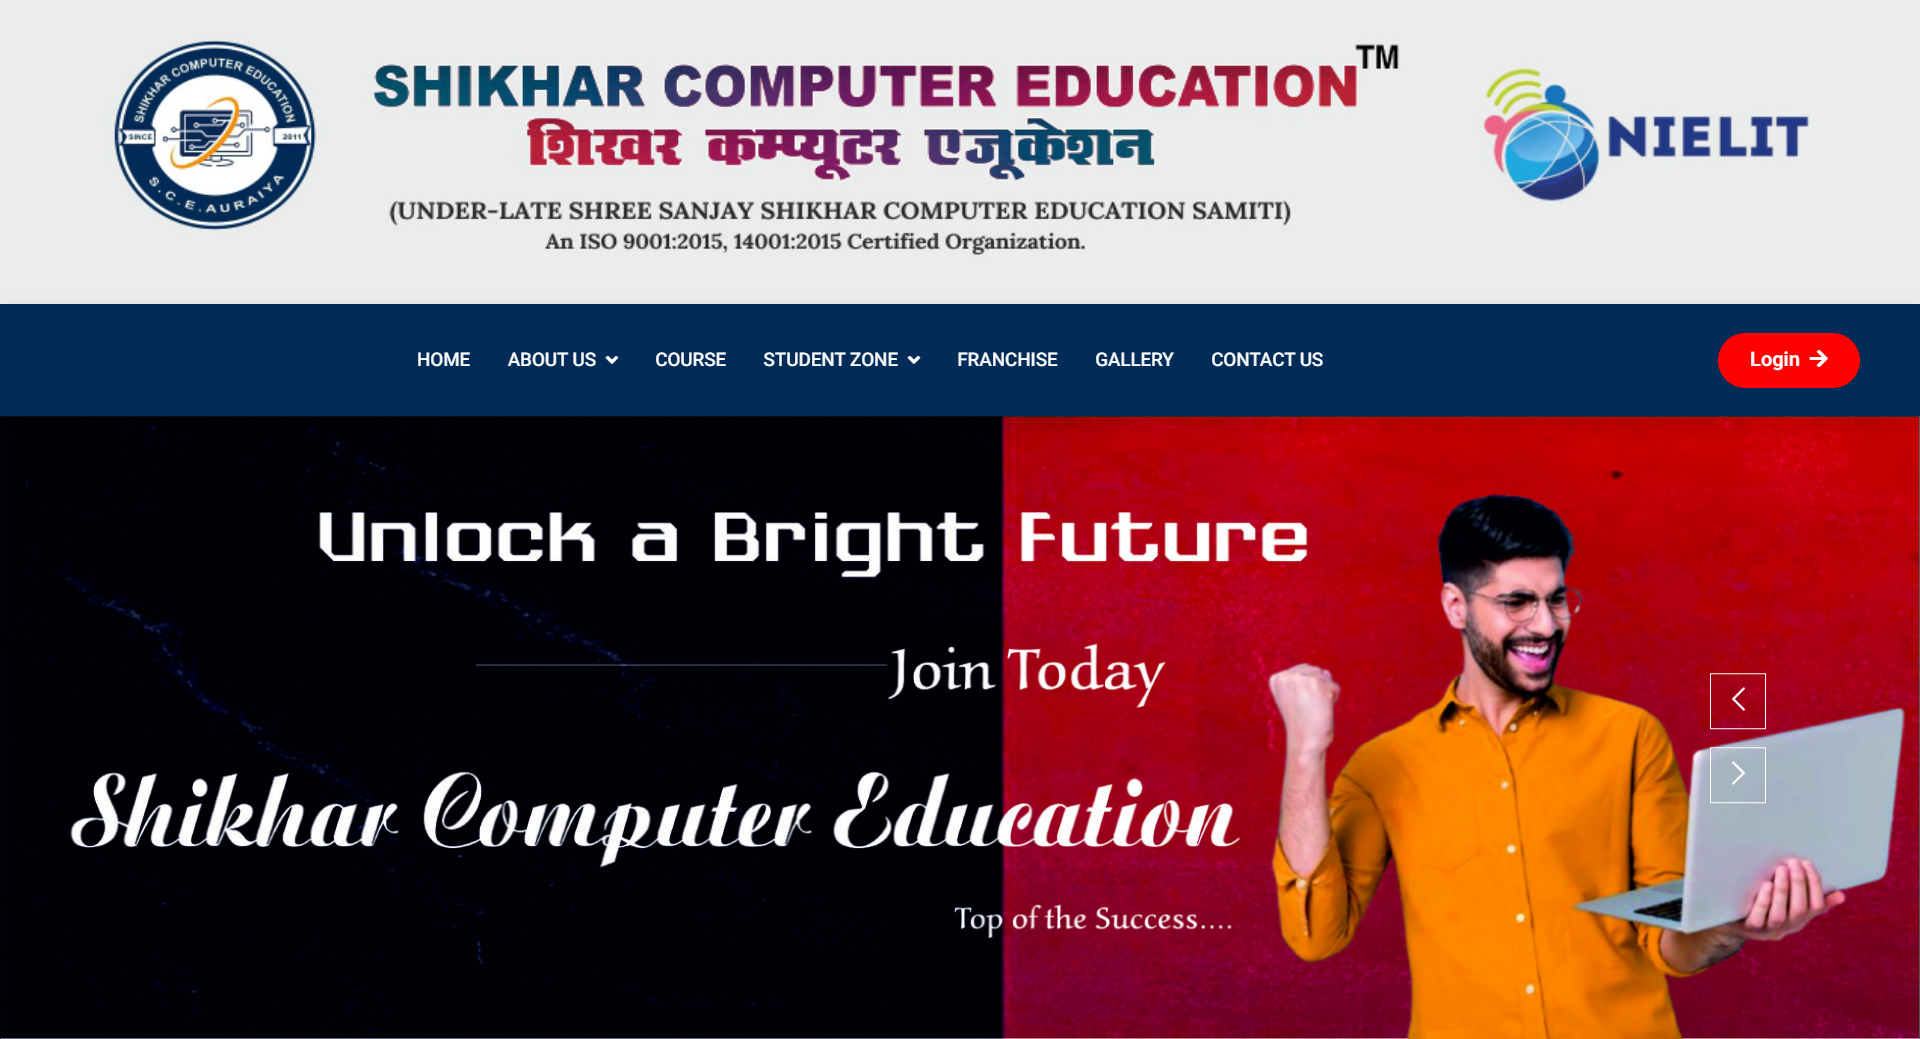 SHIKHAR COMPUTER EDUCATION
SINCE
2011
S.C.E.AURAIYA
SHIKHAR COMPUTER EDUCATION™
शिखर कम्प्यूटर एजूकेशन
(UNDER-LATE SHREE SANJAY SHIKHAR COMPUTER EDUCATION SAMITI)
An ISO 9001:2015, 14001:2015 Certified Organization.
NIELIT
HOME ABOUT US COURSE STUDENT ZONE FRANCHISE GALLERY CONTACT US Login
Unlock a Bright Future
Join Today
Shikhar Computer Education
Top of the Success....